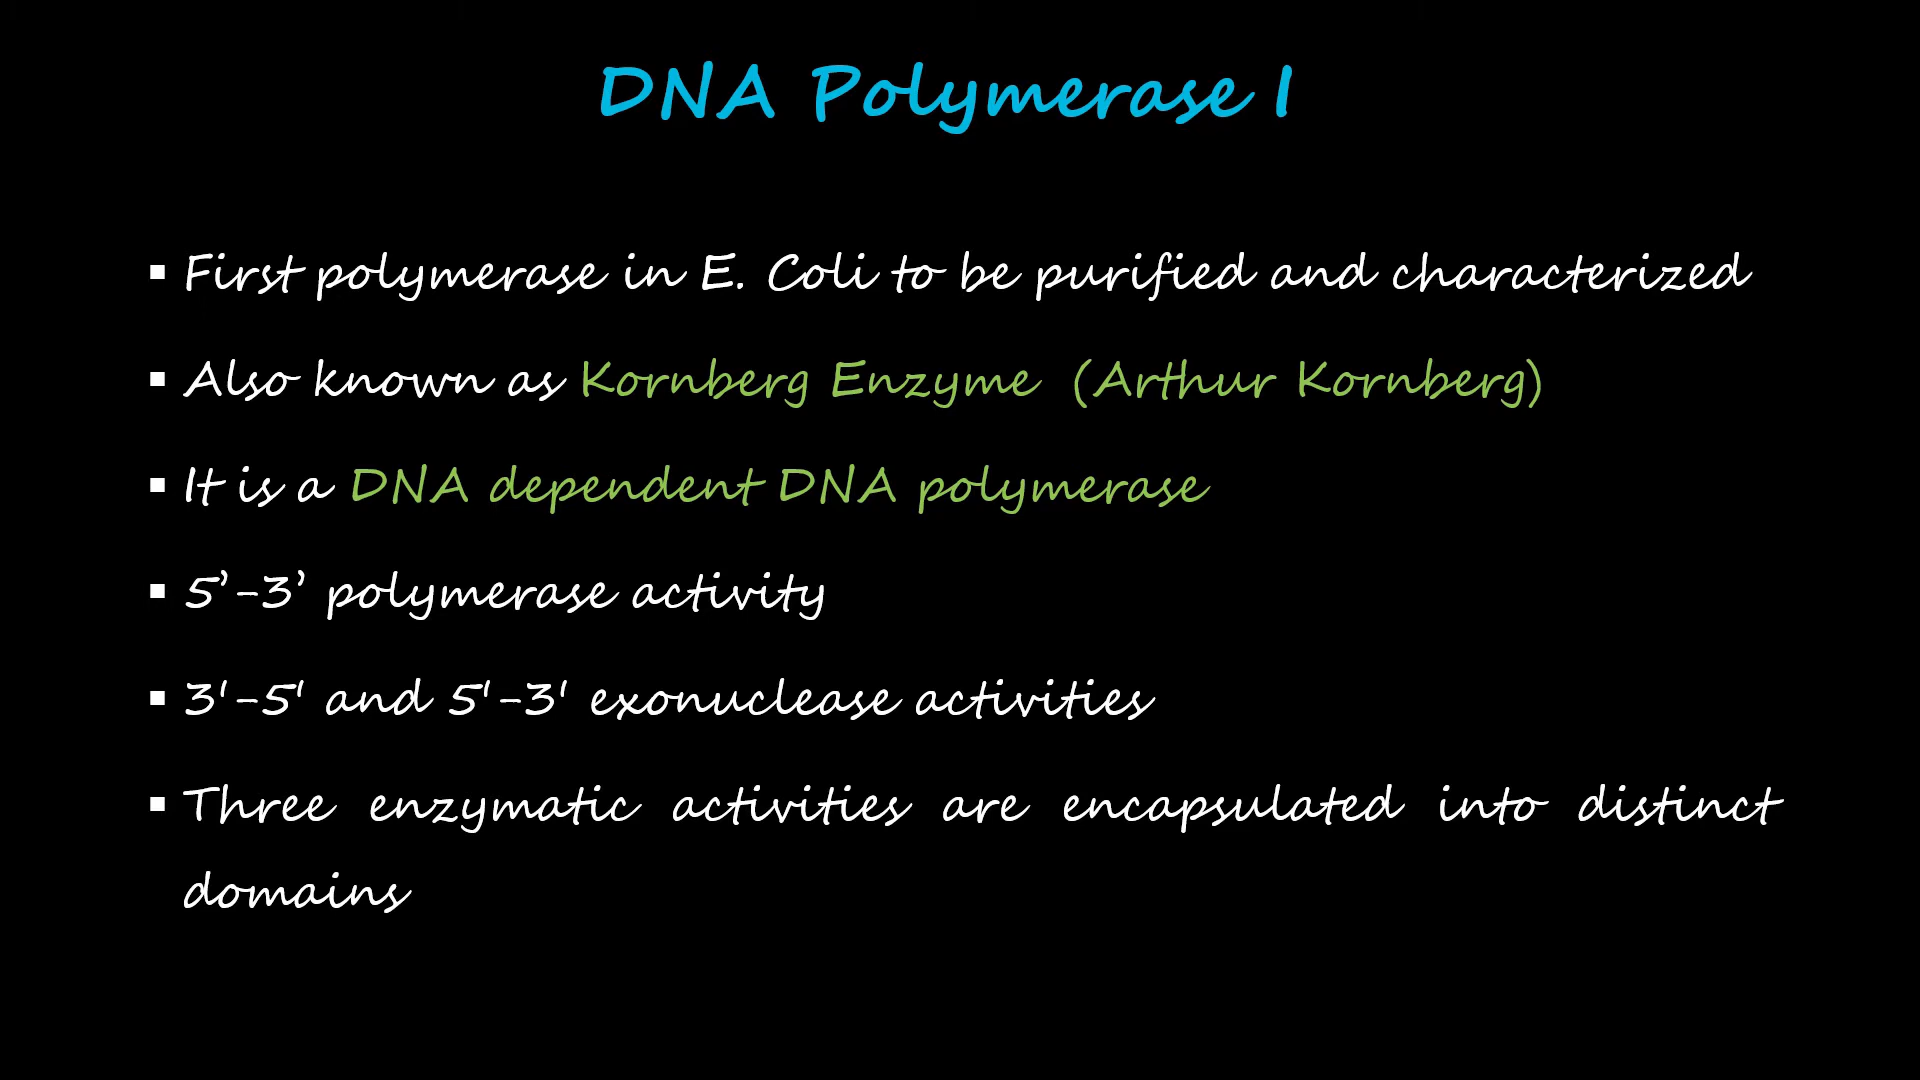 DNA Polymerase I
▪ First polymerase in E. Coli to be purified and characterized
▪ Also known as Kornberg Enzyme (Arthur Kornberg)
▪ It is a DNA dependent DNA polymerase
▪ 5’-3’ polymerase activity
▪ 3'-5' and 5'-3' exonuclease activities
▪ Three enzymatic activities are encapsulated into distinct
domains